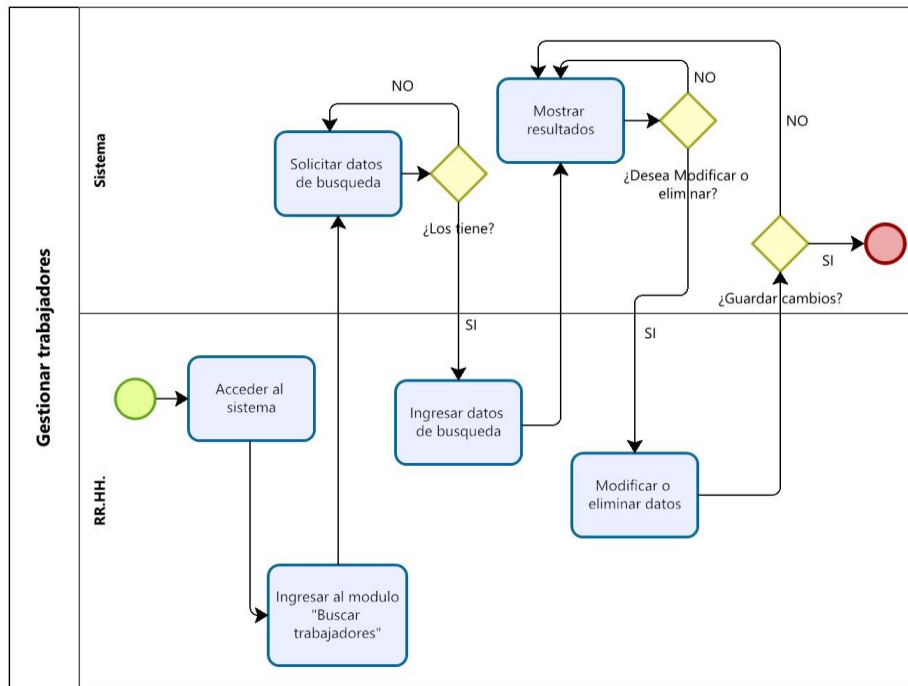 Gestionar trabajadores
Sistema
NO
Solicitar datos
de busqueda
¿Los tiene?
SI
Mostrar
resultados
NO
¿Desea Modificar o
eliminar?
SI
NO
¿Guardar cambios?
SI
RR.HH.
Acceder al
sistema
Ingresar al modulo
"Buscar
trabajadores"
Ingresar datos
de busqueda
Modificar o
eliminar datos